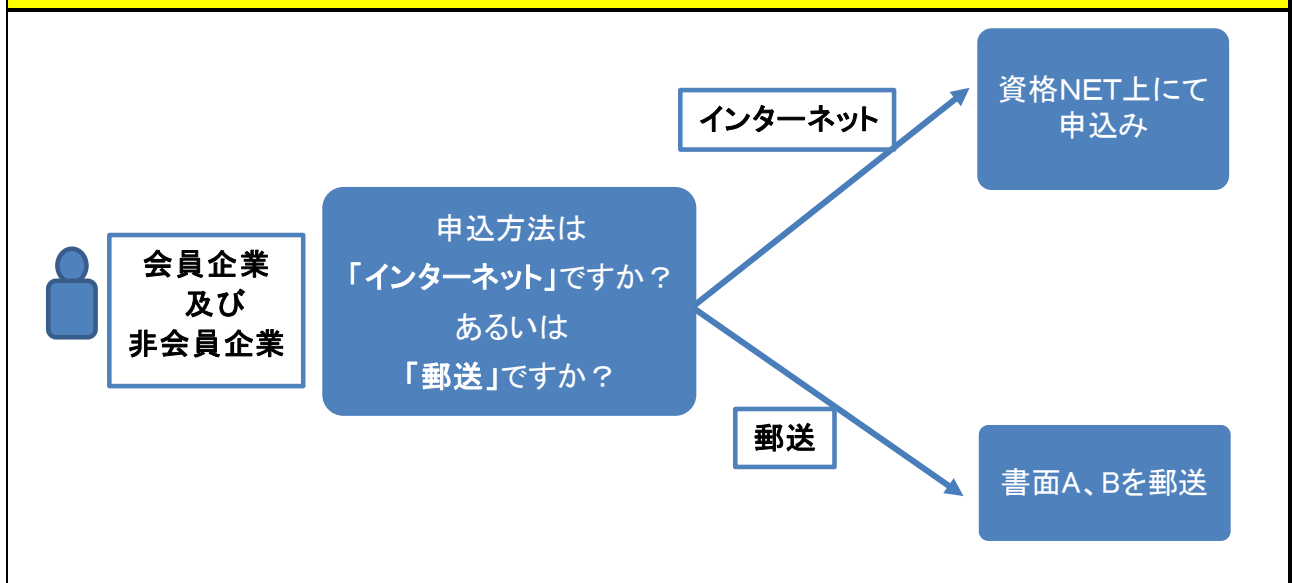 会員企業
及び
非会員企業
申込方法は
「インターネット」ですか？
あるいは
「郵送」ですか？
インターネット
資格NET上にて
申込み
郵送
書面A、Bを郵送